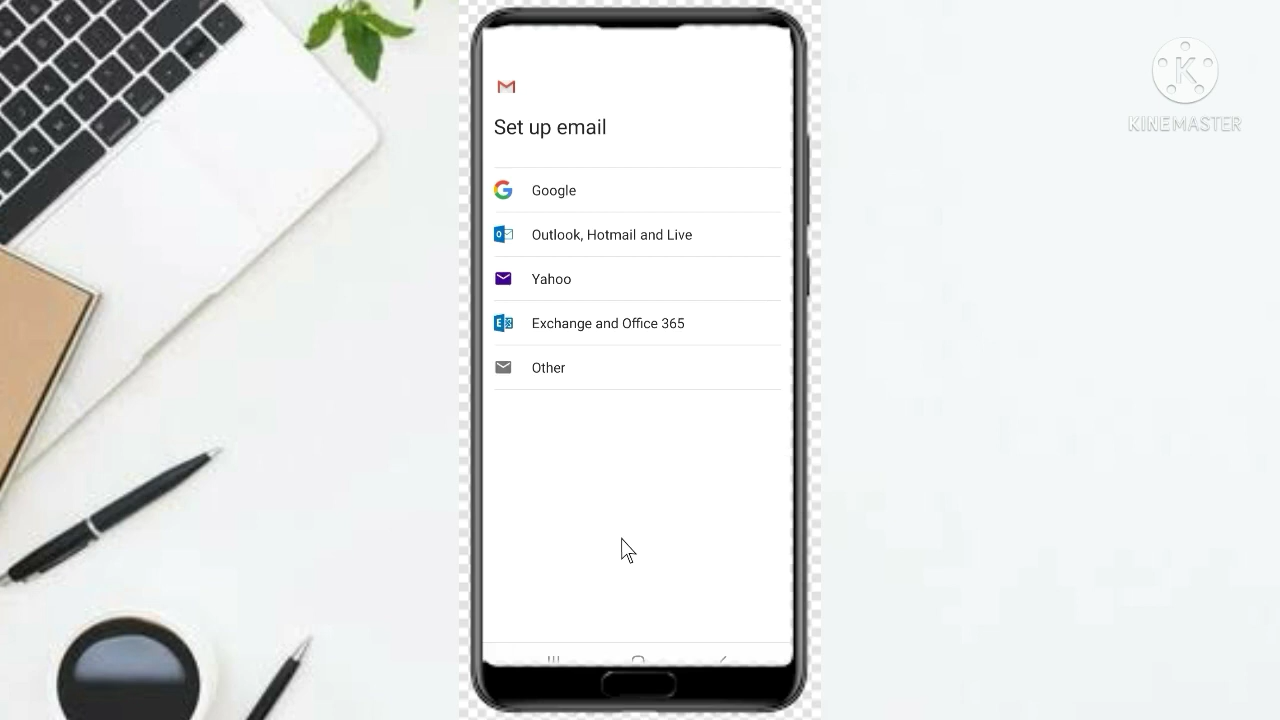 Set up email
Google
Outlook, Hotmail and Live
Yahoo
Exchange and Office 365
Other
K
KINEMASTER